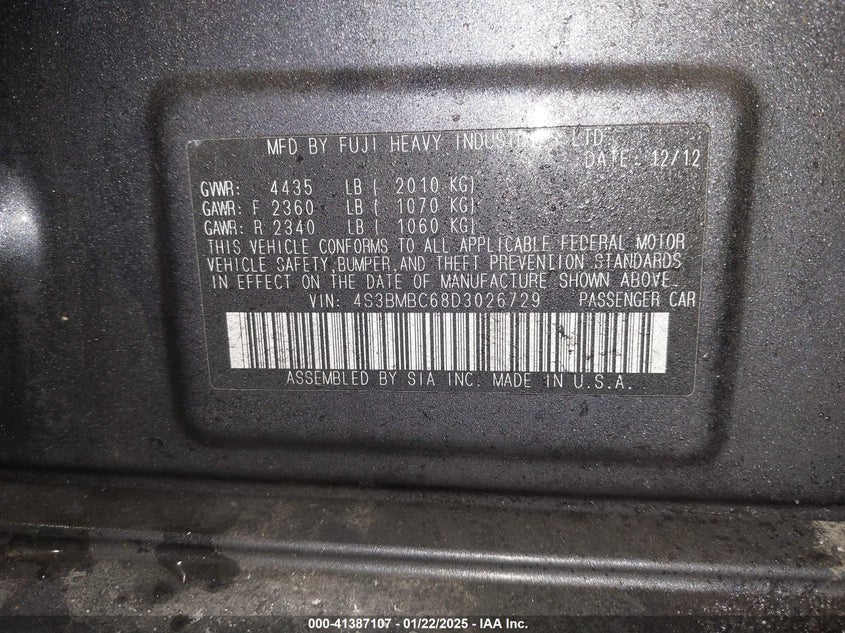 MFD BY FUJI HEAVY INDUSTRIES LTD
DATE: 12/12
GVWR: 4435 LB ( 2010 KG)
GAWR: F 2360 LB ( 1070 KG)
GAWR: R 2340 LB ( 1060 KG)
THIS VEHICLE CONFORMS TO ALL APPLICABLE FEDERAL MOTOR
VEHICLE SAFETY, BUMPER, AND THEFT PREVENTION STANDARDS
IN EFFECT ON THE DATE OF MANUFACTURE SHOWN ABOVE.
VIN: 4S3BMBC68D3026729 PASSENGER CAR
ASSEMBLED BY SIA INC. MADE IN U.S.A.
000-41387107 - 01/22/2025 - IAA Inc.